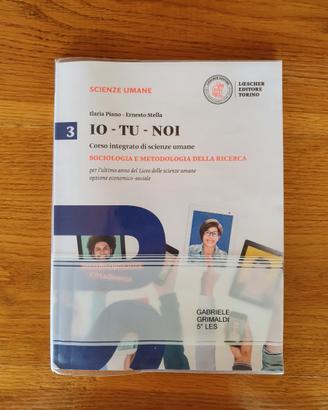 SCIENZE UMANE
LŒSCHER
EDITORE
TORINO
Ilaria Piano - Ernesto Stella
3
IO - TU - NOI
Corso integrato di scienze umane
SOCIOLOGIA E METODOLOGIA DELLA RICERCA
per l'ultimo anno del Liceo delle scienze umane
opzione economico-sociale
GABRIELE
GRIMALDI
5° LES